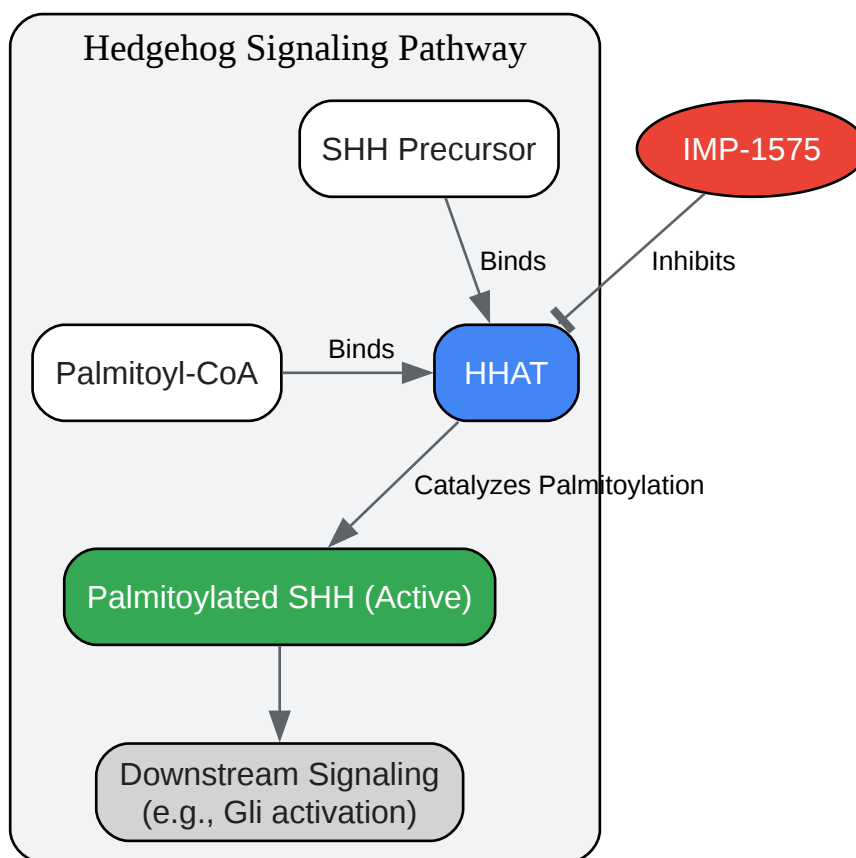 Hedgehog Signaling Pathway
SHH Precursor
IMP-1575
Binds
Inhibits
Binds
Palmitoyl-CoA
HHAT
Catalyzes Palmitoylation
Palmitoylated SHH (Active)
Downstream Signaling
(e.g., Gli activation)